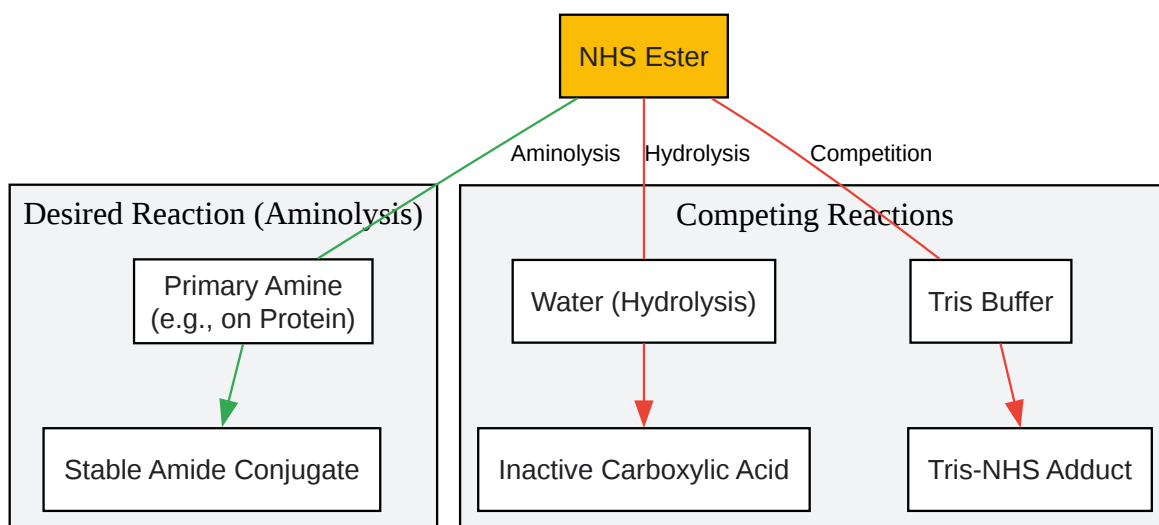 NHS Ester
Aminolysis
Hydrolysis
Competition
Desired Reaction (Aminolysis)
Competing Reactions
Primary Amine
(e.g., on Protein)
Water (Hydrolysis)
Tris Buffer
Stable Amide Conjugate
Inactive Carboxylic Acid
Tris-NHS Adduct